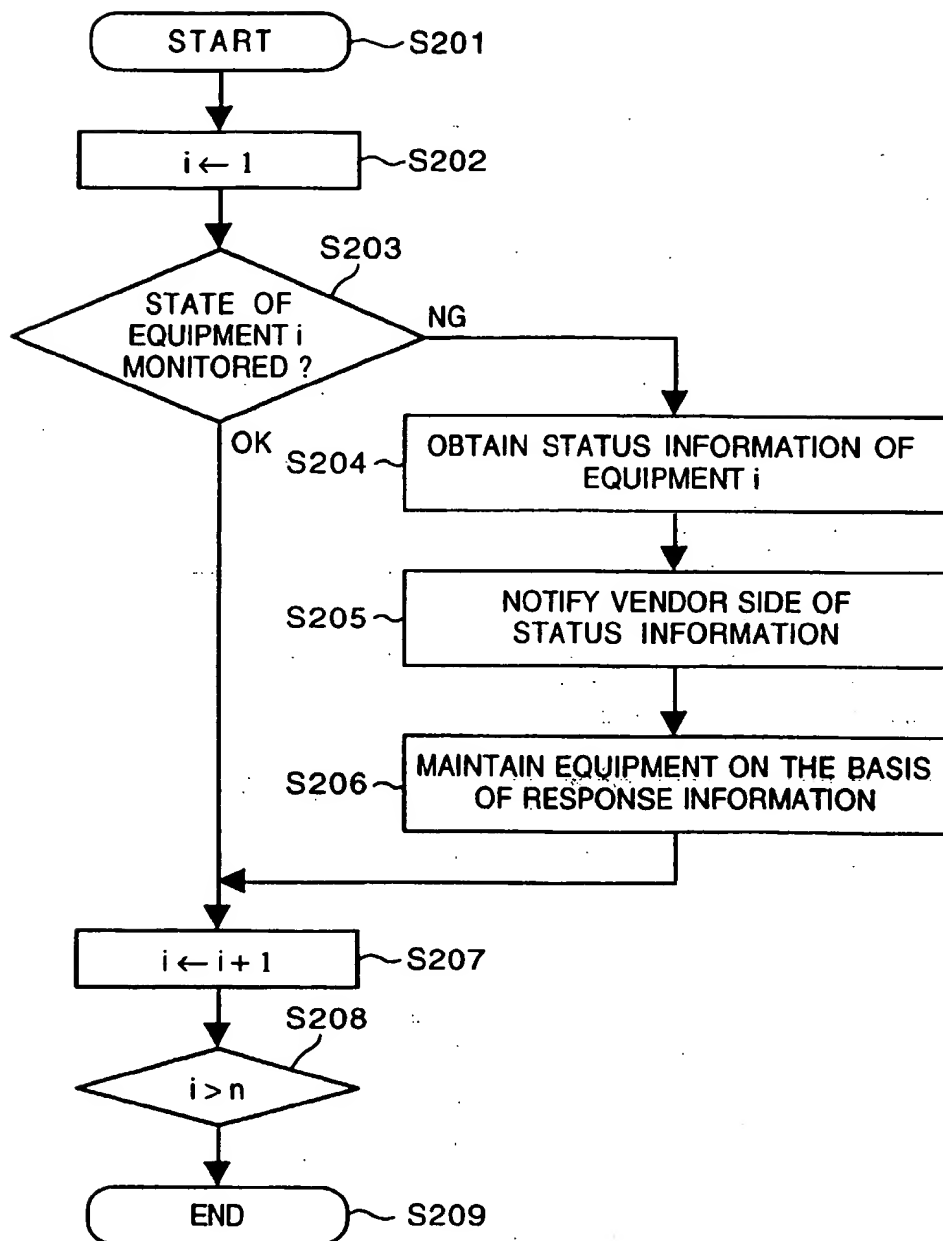 START
S201
i ← 1
S202
S203
STATE OF
EQUIPMENT i
MONITORED ?
NG
OK
S204
OBTAIN STATUS INFORMATION OF
EQUIPMENT i
S205
NOTIFY VENDOR SIDE OF
STATUS INFORMATION
S206
MAINTAIN EQUIPMENT ON THE BASIS
OF RESPONSE INFORMATION
i ← i + 1
S207
S208
i > n
END
S209